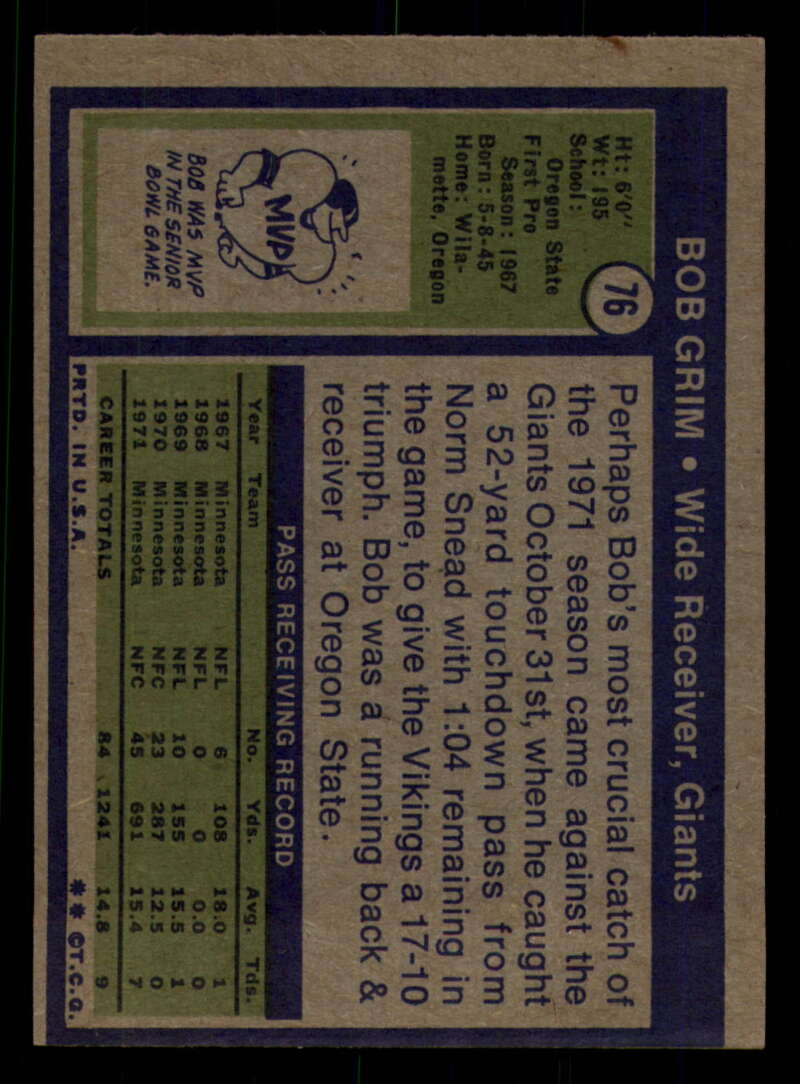 BOB GRIM • Wide Receiver, Giants
76
Ht: 6'0"
Wt: 195
School:
Oregon State
First Pro
Season: 1967
Born: 5-8-45
Home: Wila-
mette, Oregon
MVP
BOB WAS MVP
IN THE SENIOR
BOWL GAME.
Perhaps Bob's most crucial catch of
the 1971 season came against the
Giants October 31st, when he caught
a 52-yard touchdown pass from
Norm Snead with 1:04 remaining in
the game, to give the Vikings a 17-10
triumph. Bob was a running back &
receiver at Oregon State.
PASS RECEIVING RECORD
Year Team No. Yds. Avg. Tds.
1967 Minnesota NFL 6 108 18.0 1
1968 Minnesota NFL 0 0 0.0 0
1969 Minnesota NFL 10 155 15.5 1
1970 Minnesota NFC 23 287 12.5 0
1971 Minnesota NFC 45 691 15.4 7
CAREER TOTALS 84 1241 14.8 9
PRTD. IN U.S.A. ** ©T.C.G.